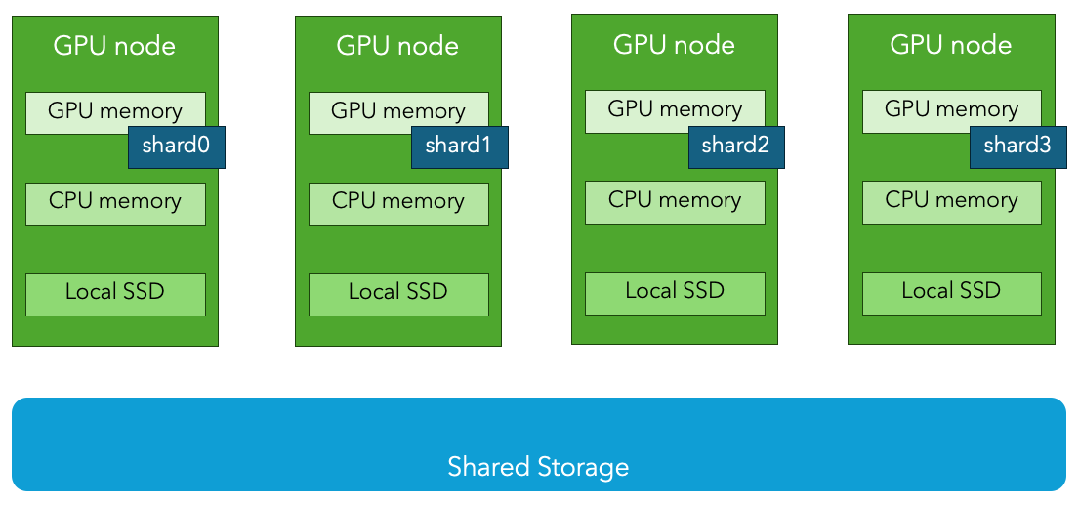 GPU node
GPU memory
shard0
CPU memory
Local SSD
GPU node
GPU memory
shard1
CPU memory
Local SSD
GPU node
GPU memory
shard2
CPU memory
Local SSD
GPU node
GPU memory
shard3
CPU memory
Local SSD
Shared Storage